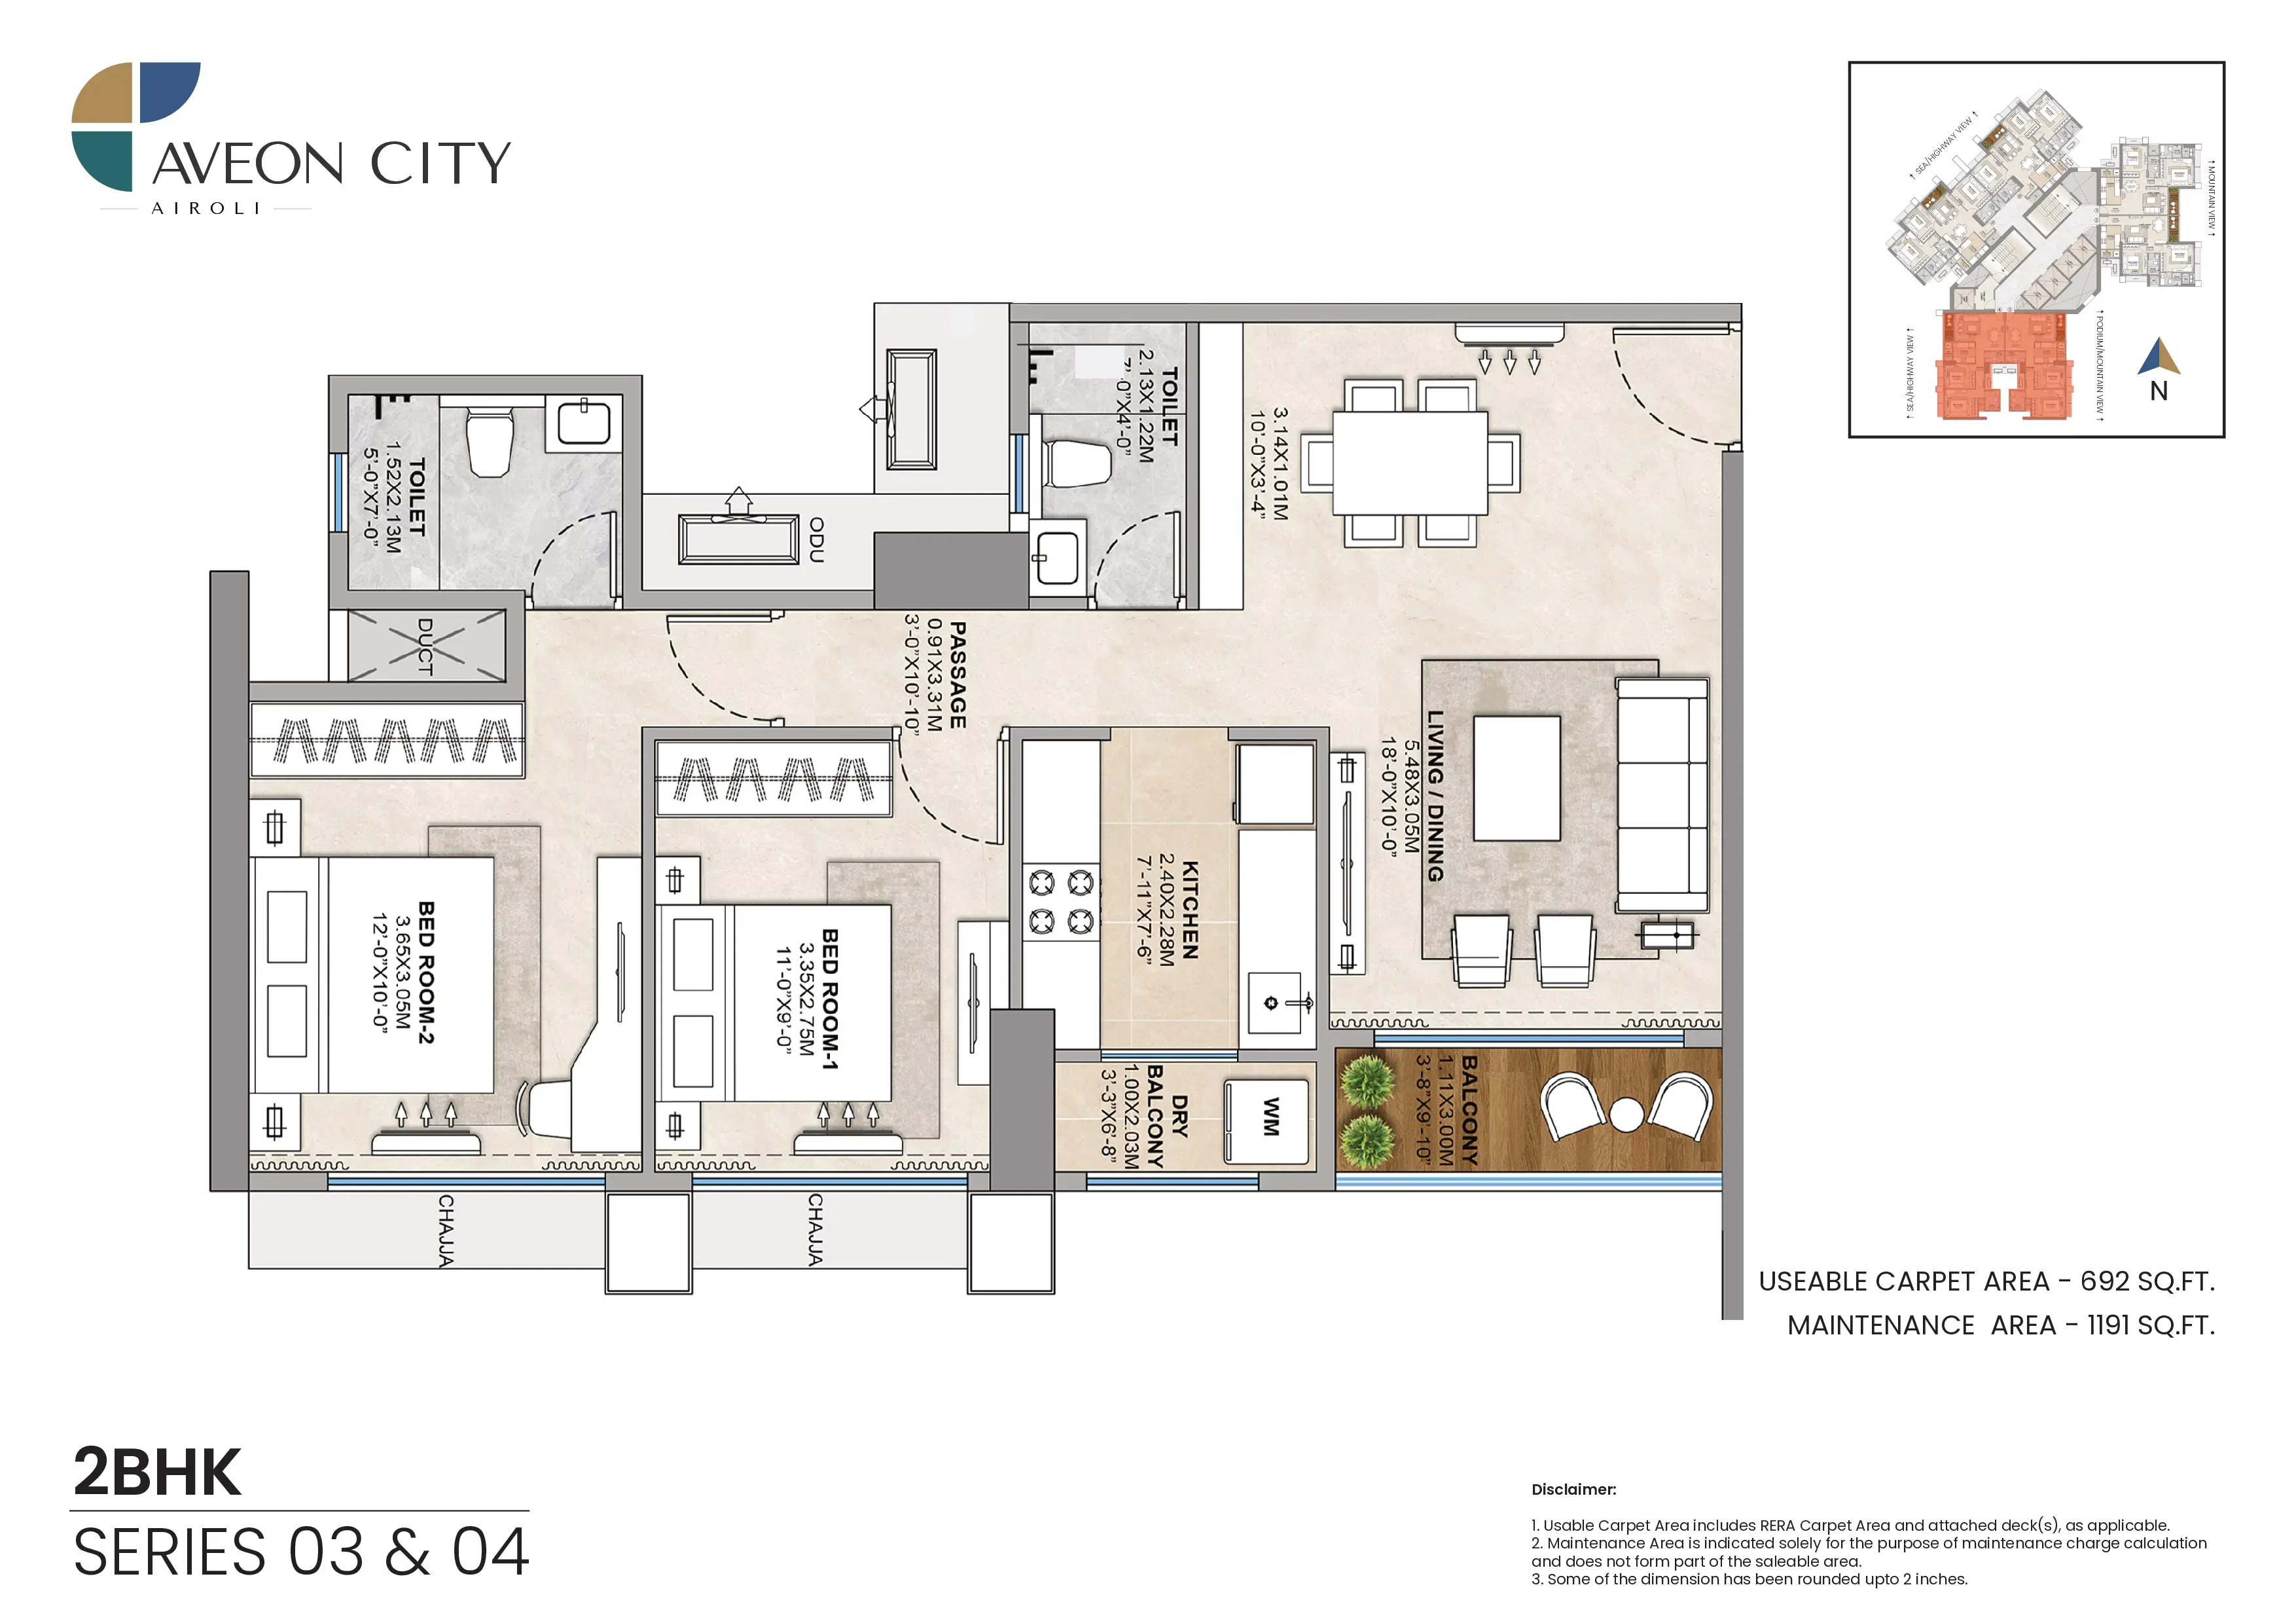 AVEON CITY
AIROLI
↑ SEA/HIGHWAY VIEW ↑
↑ MOUNTAIN VIEW ↑
↑ SEA/HIGHWAY VIEW ↑
↑ PODIUM/MOUNTAIN VIEW ↑
N
TOILET
1.52X2.13M
5'-0"X7'-0"
ODU
TOILET
2.13X1.22M
7'-0"X4'-0"
3.14X1.01M
10'-0"X3'-4"
DUCT
PASSAGE
0.91X3.31M
3'-0"X10'-10"
LIVING / DINING
5.48X3.05M
18'-0"X10'-0"
KITCHEN
2.40X2.28M
7'-11"X7'-6"
BED ROOM-2
3.65X3.05M
12'-0"X10'-0"
BED ROOM-1
3.35X2.75M
11'-0"X9'-0"
DRY
BALCONY
1.00X2.03M
3'-3"X6'-8"
WM
BALCONY
1.11X3.00M
3'-8"X9'-10"
CHAJJA
CHAJJA
USEABLE CARPET AREA - 692 SQ.FT.
MAINTENANCE AREA - 1191 SQ.FT.
2BHK
SERIES 03 & 04
Disclaimer:
1. Usable Carpet Area includes RERA Carpet Area and attached deck(s), as applicable.
2. Maintenance Area is indicated solely for the purpose of maintenance charge calculation
and does not form part of the saleable area.
3. Some of the dimension has been rounded upto 2 inches.